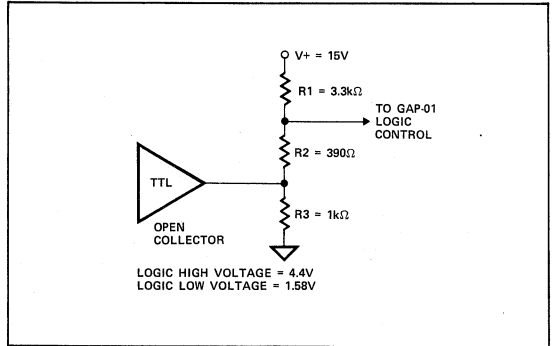 V+ = 15V
R1 = 3.3kΩ
TO GAP-01
LOGIC
CONTROL
R2 = 390Ω
TTL
OPEN
COLLECTOR
R3 = 1kΩ
LOGIC HIGH VOLTAGE = 4.4V
LOGIC LOW VOLTAGE = 1.58V